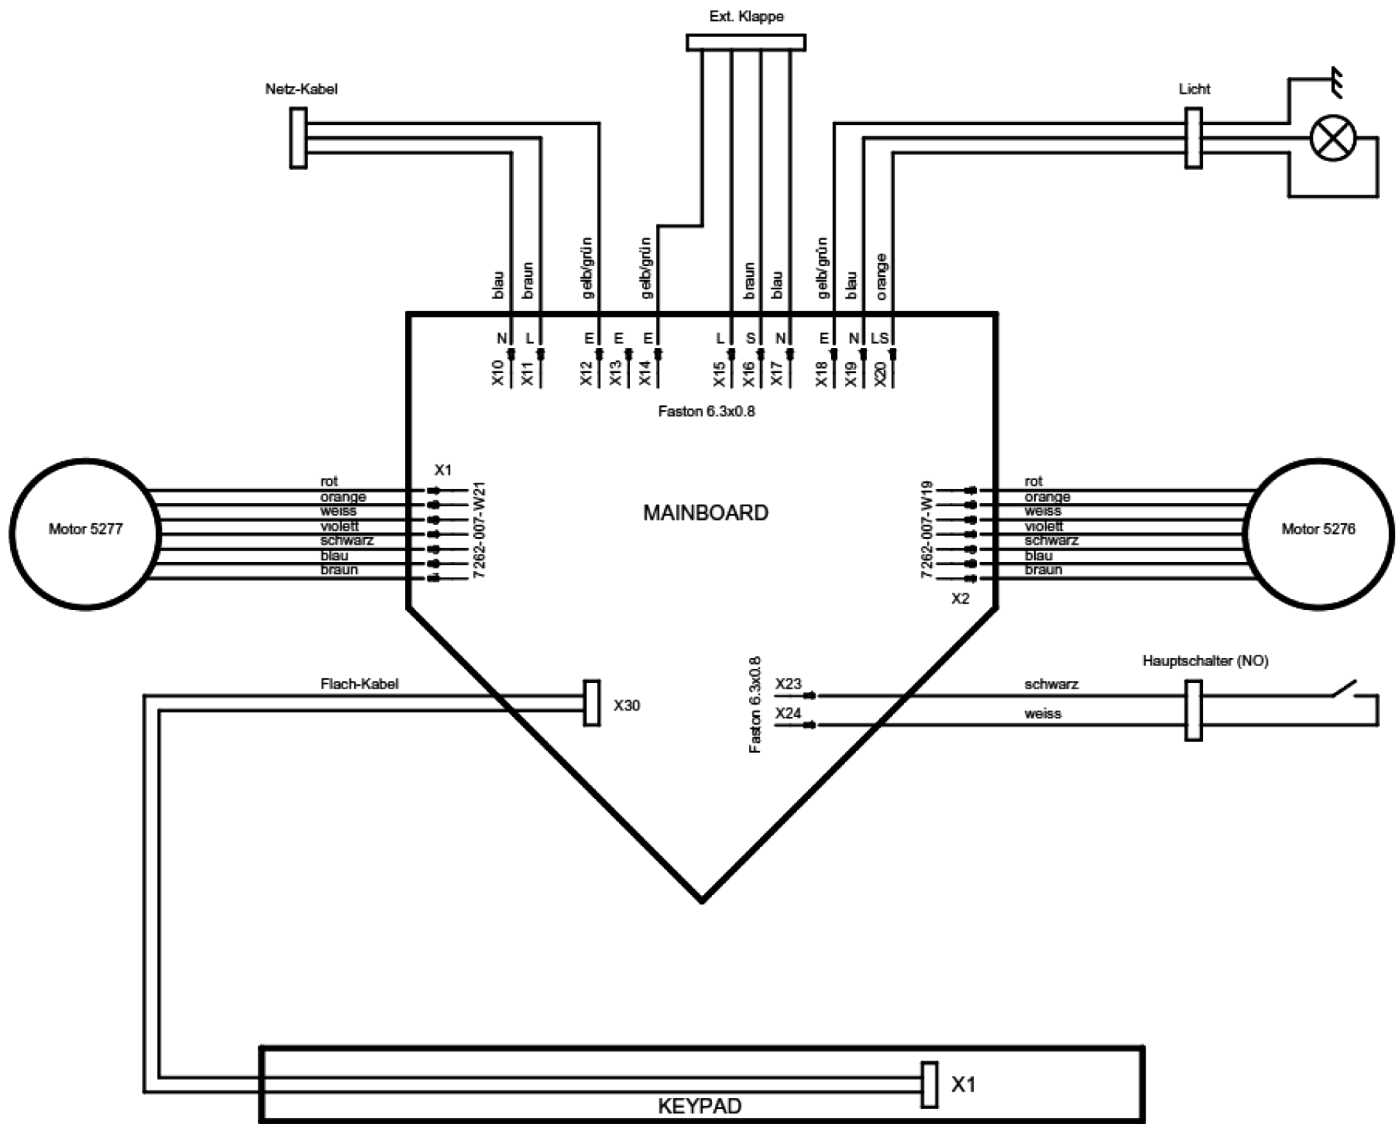 Ext. Klappe
Netz-Kabel
Licht
blau
braun
gelb/grün
gelb/grün
braun
blau
gelb/grün
blau
orange
N L E E E L S N E N LS
X10 X11 X12 X13 X14 X15 X16 X17 X18 X19 X20
Faston 6.3x0.8
X1
Motor 5277
rot
orange
weiss
violett
schwarz
blau
braun
7262-007-W21
MAINBOARD
7262-007-W19
rot
orange
weiss
violett
schwarz
blau
braun
Motor 5276
X2
Flach-Kabel
X30
Faston 6.3x0.8
X23
X24
schwarz
weiss
Hauptschalter (NO)
X1
KEYPAD